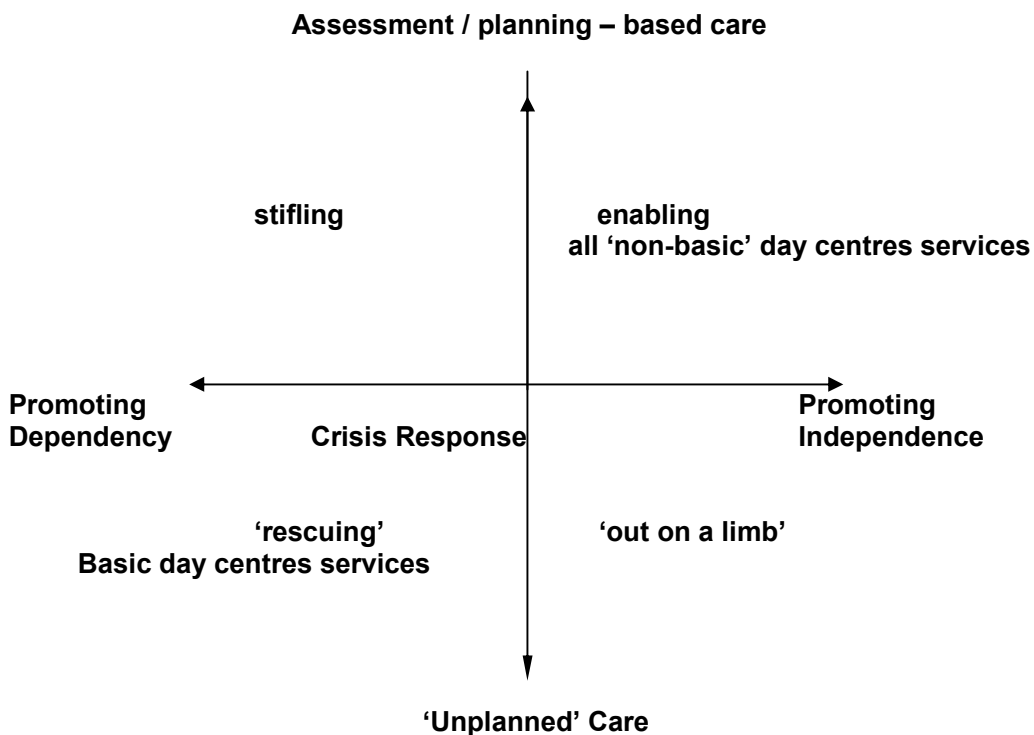 Assessment / planning – based care
stifling
enabling
all ‘non-basic’ day centres services
Promoting
Dependency
Crisis Response
Promoting
Independence
‘rescuing’
Basic day centres services
‘out on a limb’
‘Unplanned’ Care